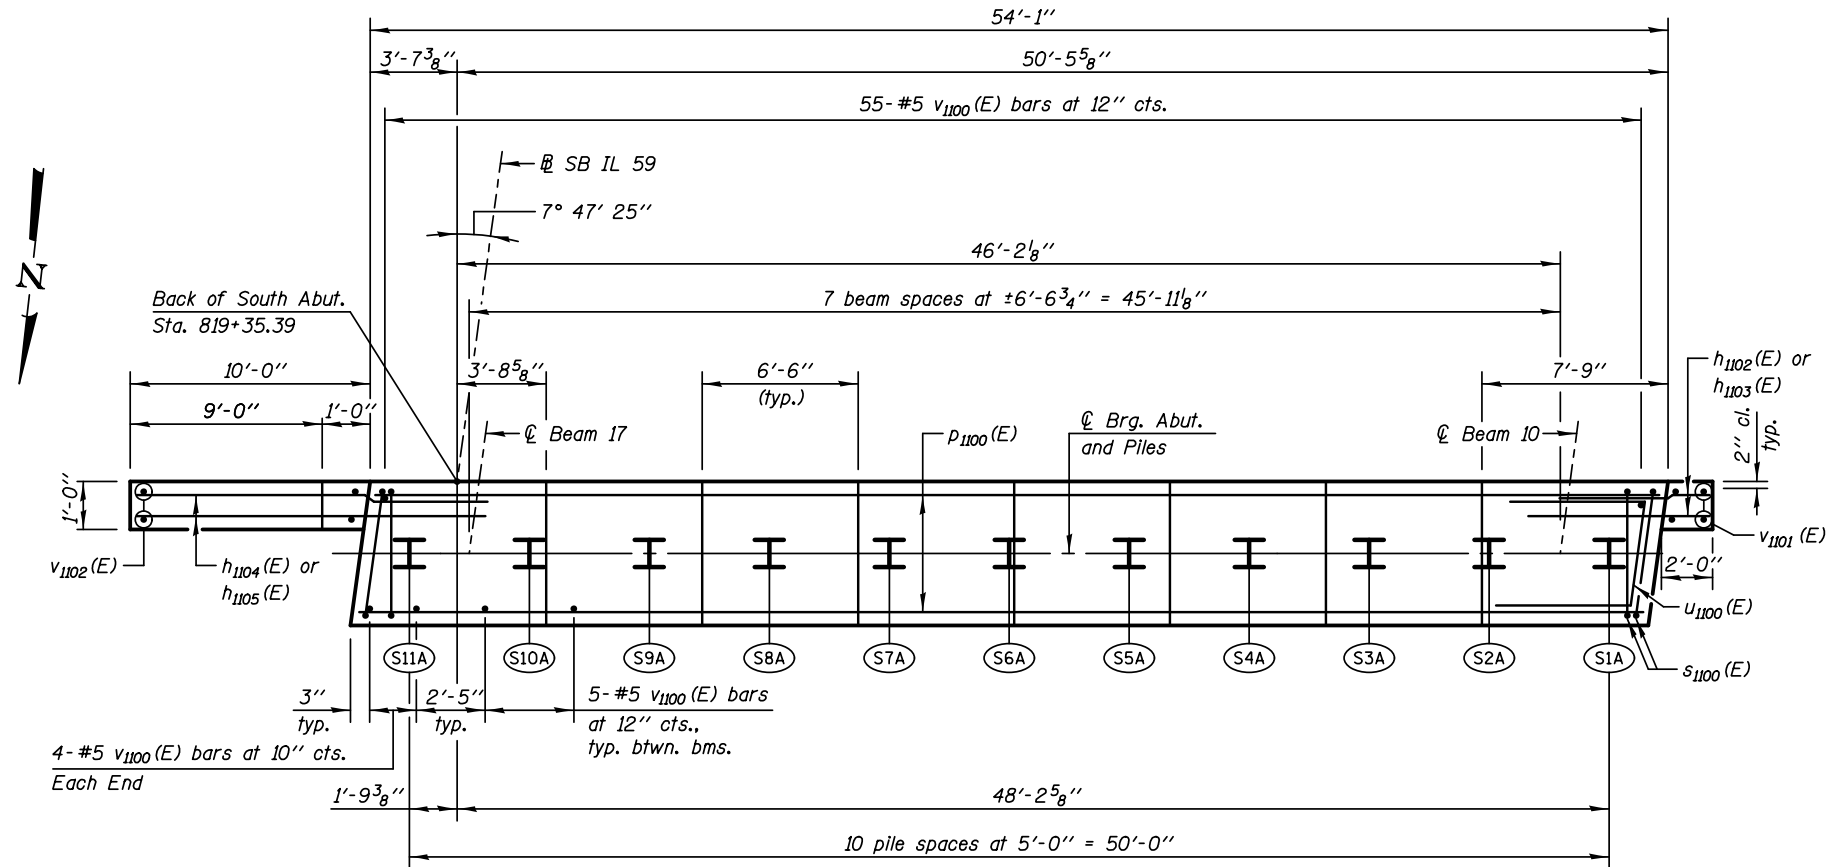 54'-1"
3'-7 3/8"
50'-5 5/8"
55-#5 v1100(E) bars at 12" cts.
℄ SB IL 59
7° 47' 25"
46'-2 1/8"
N
Back of South Abut.
Sta. 819+35.39
7 beam spaces at ±6'-6 3/4" = 45'-11 1/8"
10'-0"
3'-8 5/8"
6'-6"
(typ.)
7'-9"
h1102(E) or
h1103(E)
9'-0"
1'-0"
℄ Beam 17
p1100(E)
℄ Brg. Abut.
and Piles
℄ Beam 10
2" cl.
typ.
1'-0"
v1102(E)
h1104(E) or
h1105(E)
v1101(E)
2'-0"
u1100(E)
S11A
S10A
S9A
S8A
S7A
S6A
S5A
S4A
S3A
S2A
S1A
s1100(E)
3"
typ.
2'-5"
typ.
5-#5 v1100(E) bars
at 12" cts.,
typ. btwn. bms.
4-#5 v1100(E) bars at 10" cts.
Each End
1'-9 3/8"
48'-2 5/8"
10 pile spaces at 5'-0" = 50'-0"